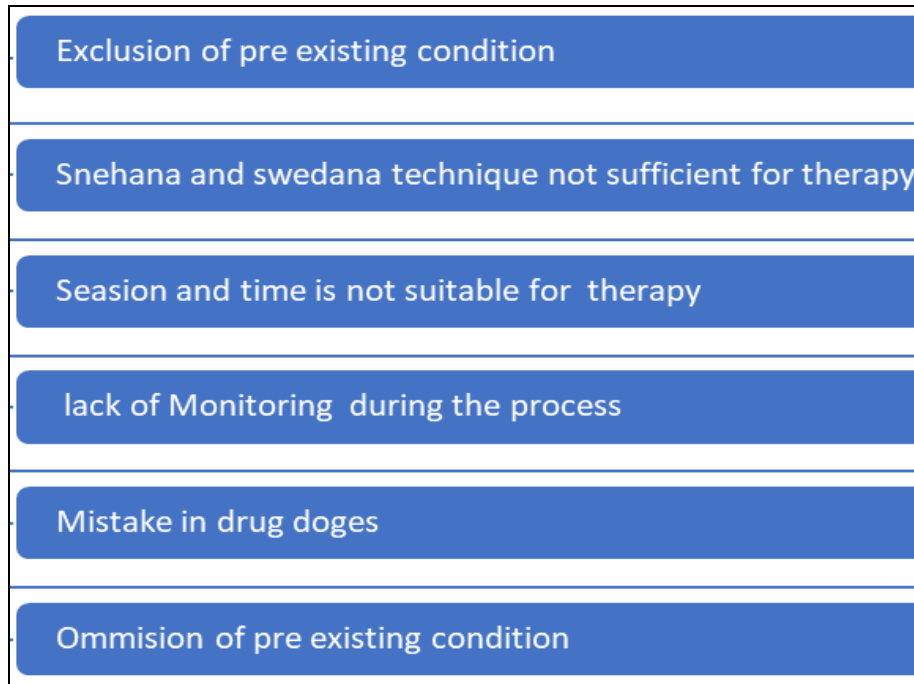 Exclusion of pre existing condition
Snehana and swedana technique not sufficient for therapy
Seasion and time is not suitable for therapy
lack of Monitoring during the process
Mistake in drug doges
Ommision of pre existing condition